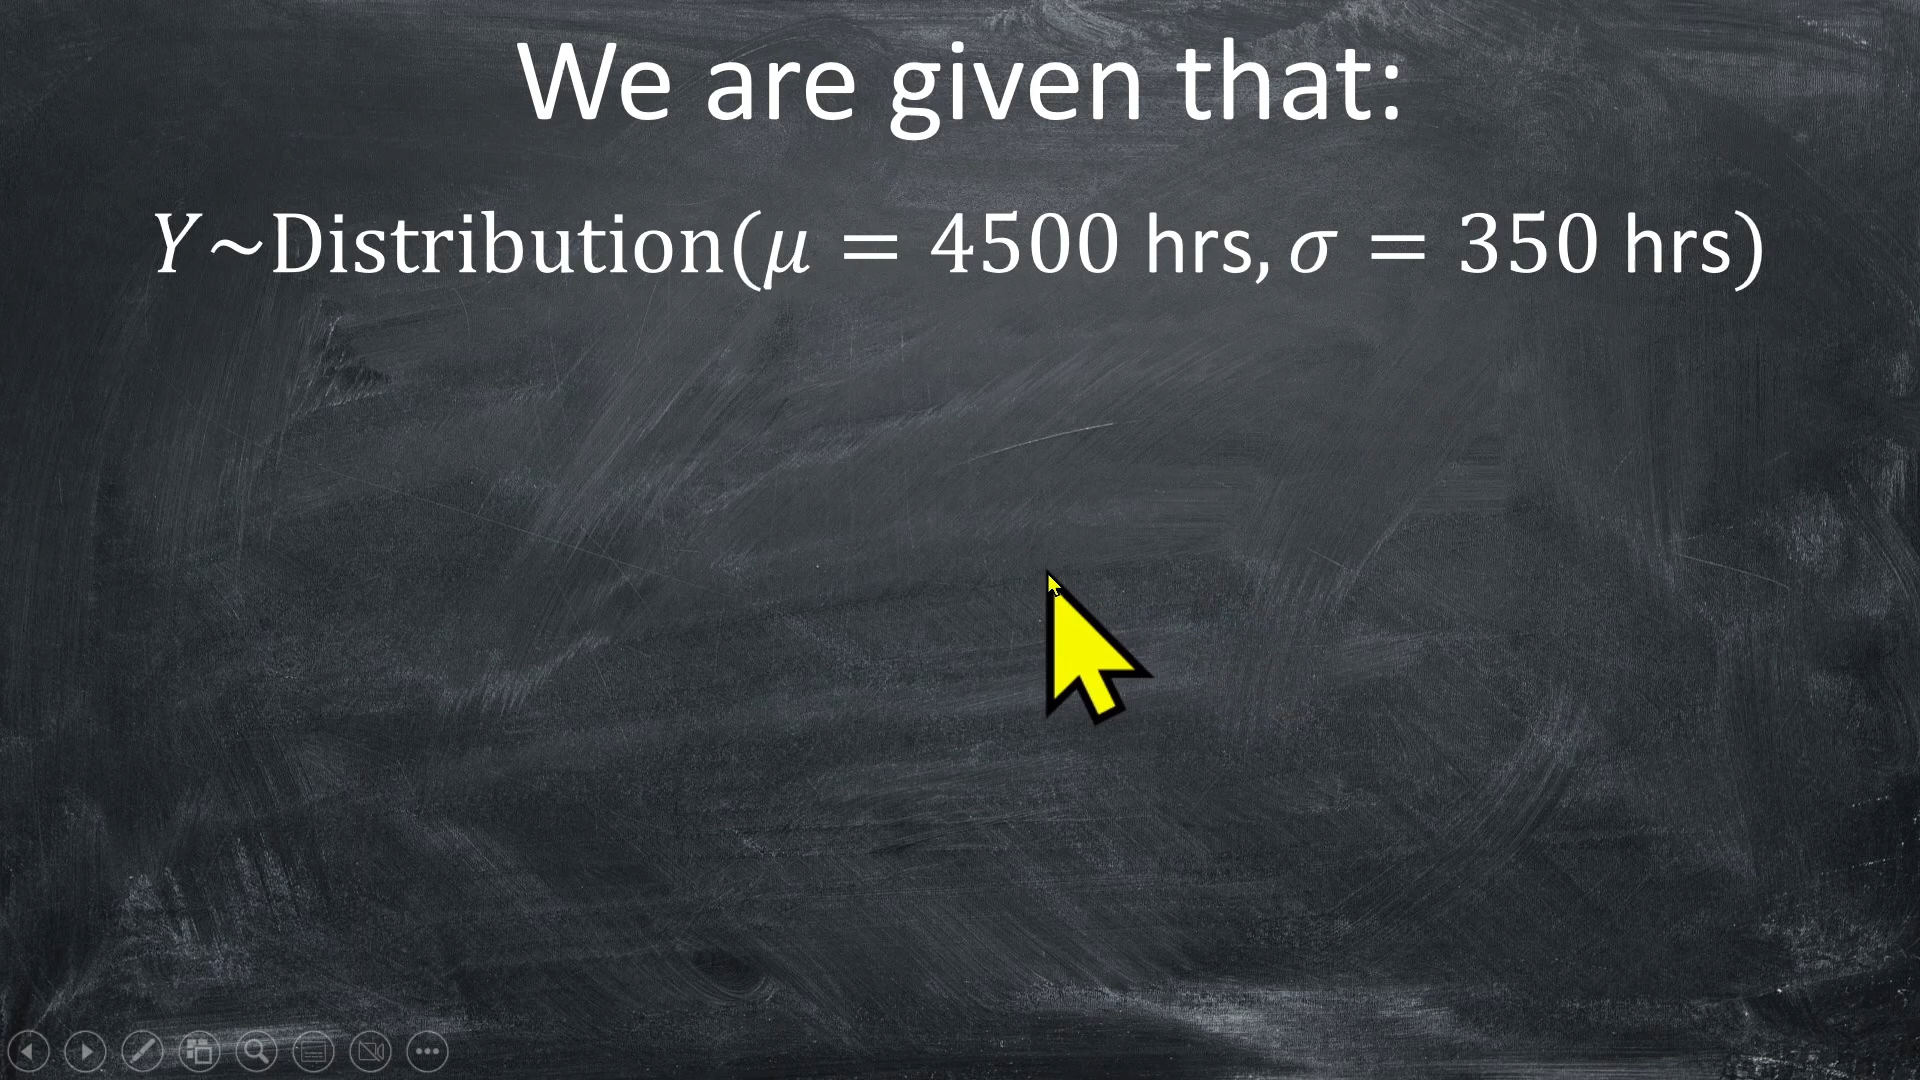 We are given that:
𝑌~Distribution(𝜇 = 4500 hrs, 𝜎 = 350 hrs)